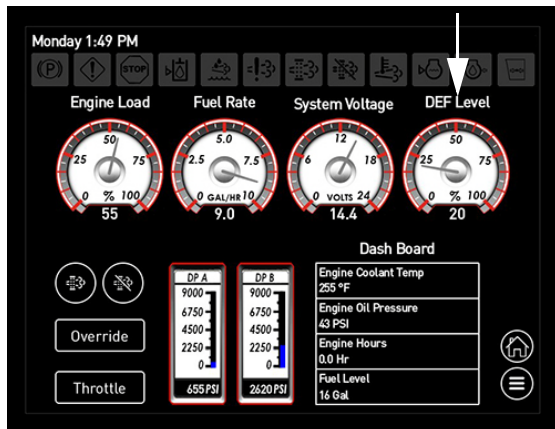 Monday 1:49 PM
(P)
!
STOP
Engine Load
Fuel Rate
System Voltage
DEF Level
0 25 50 75 100
%
55
0 2.5 5.0 7.5 10
GAL/HR
9.0
0 6 12 18 24
VOLTS
14.4
0 25 50 75 100
%
20
DP A
9000
6750
4500
2250
0
655 PSI
DP B
9000
6750
4500
2250
0
2620 PSI
Dash Board
Engine Coolant Temp
255 °F
Engine Oil Pressure
43 PSI
Engine Hours
0.0 Hr
Fuel Level
16 Gal
Override
Throttle